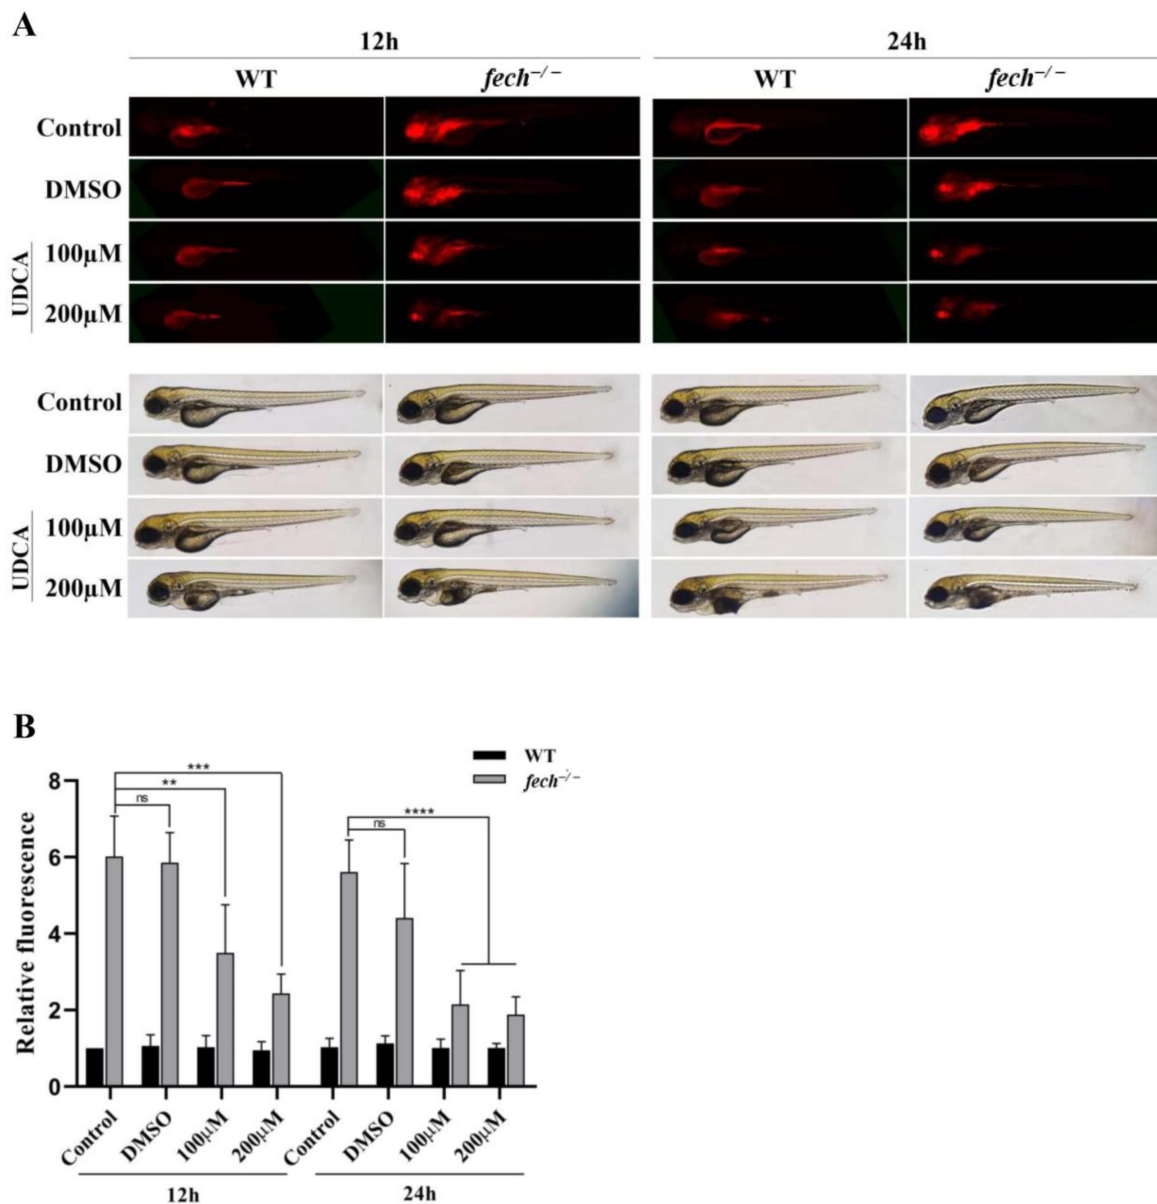 A
12h 24h
WT fech⁻/⁻ WT fech⁻/⁻
Control
DMSO
UDCA
100μM
200μM
Control
DMSO
UDCA
100μM
200μM
B
WT
fech⁻/⁻
Relative fluorescence
8
6
4
2
0
***
**
ns
****
ns
Control DMSO 100μM 200μM Control DMSO 100μM 200μM
12h 24h